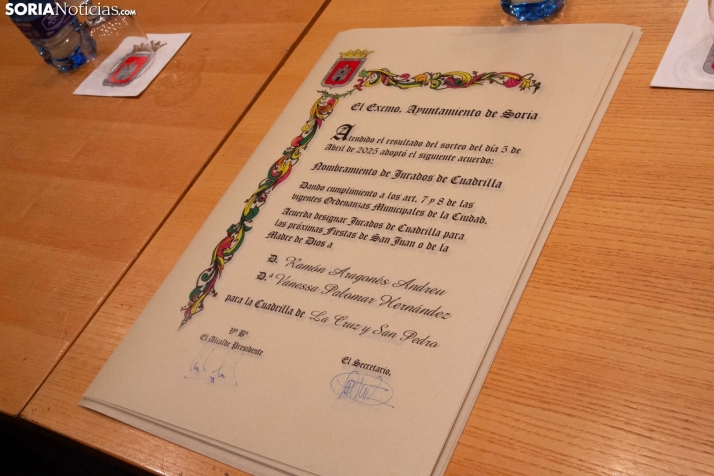 SORIANoticias.com
El Excmo. Ayuntamiento de Soria
Atendido el resultado del sorteo del día 5 de
Abril de 2025 adoptó el siguiente acuerdo:
Nombramiento de Jurados de Cuadrilla
Dando cumplimiento a los art. 7 y 8 de las
vigentes Ordenanzas Municipales de la Ciudad.
Acuerda designar Jurados de Cuadrilla para
las próximas Fiestas de San Juan o de la
Madre de Dios a
D. Ramón Aragonés Andreu
D.ª Vanessa Palomar Hernández
para la Cuadrilla de La Cruz y San Pedro
Vº Bº
El Alcalde Presidente
El Secretario,